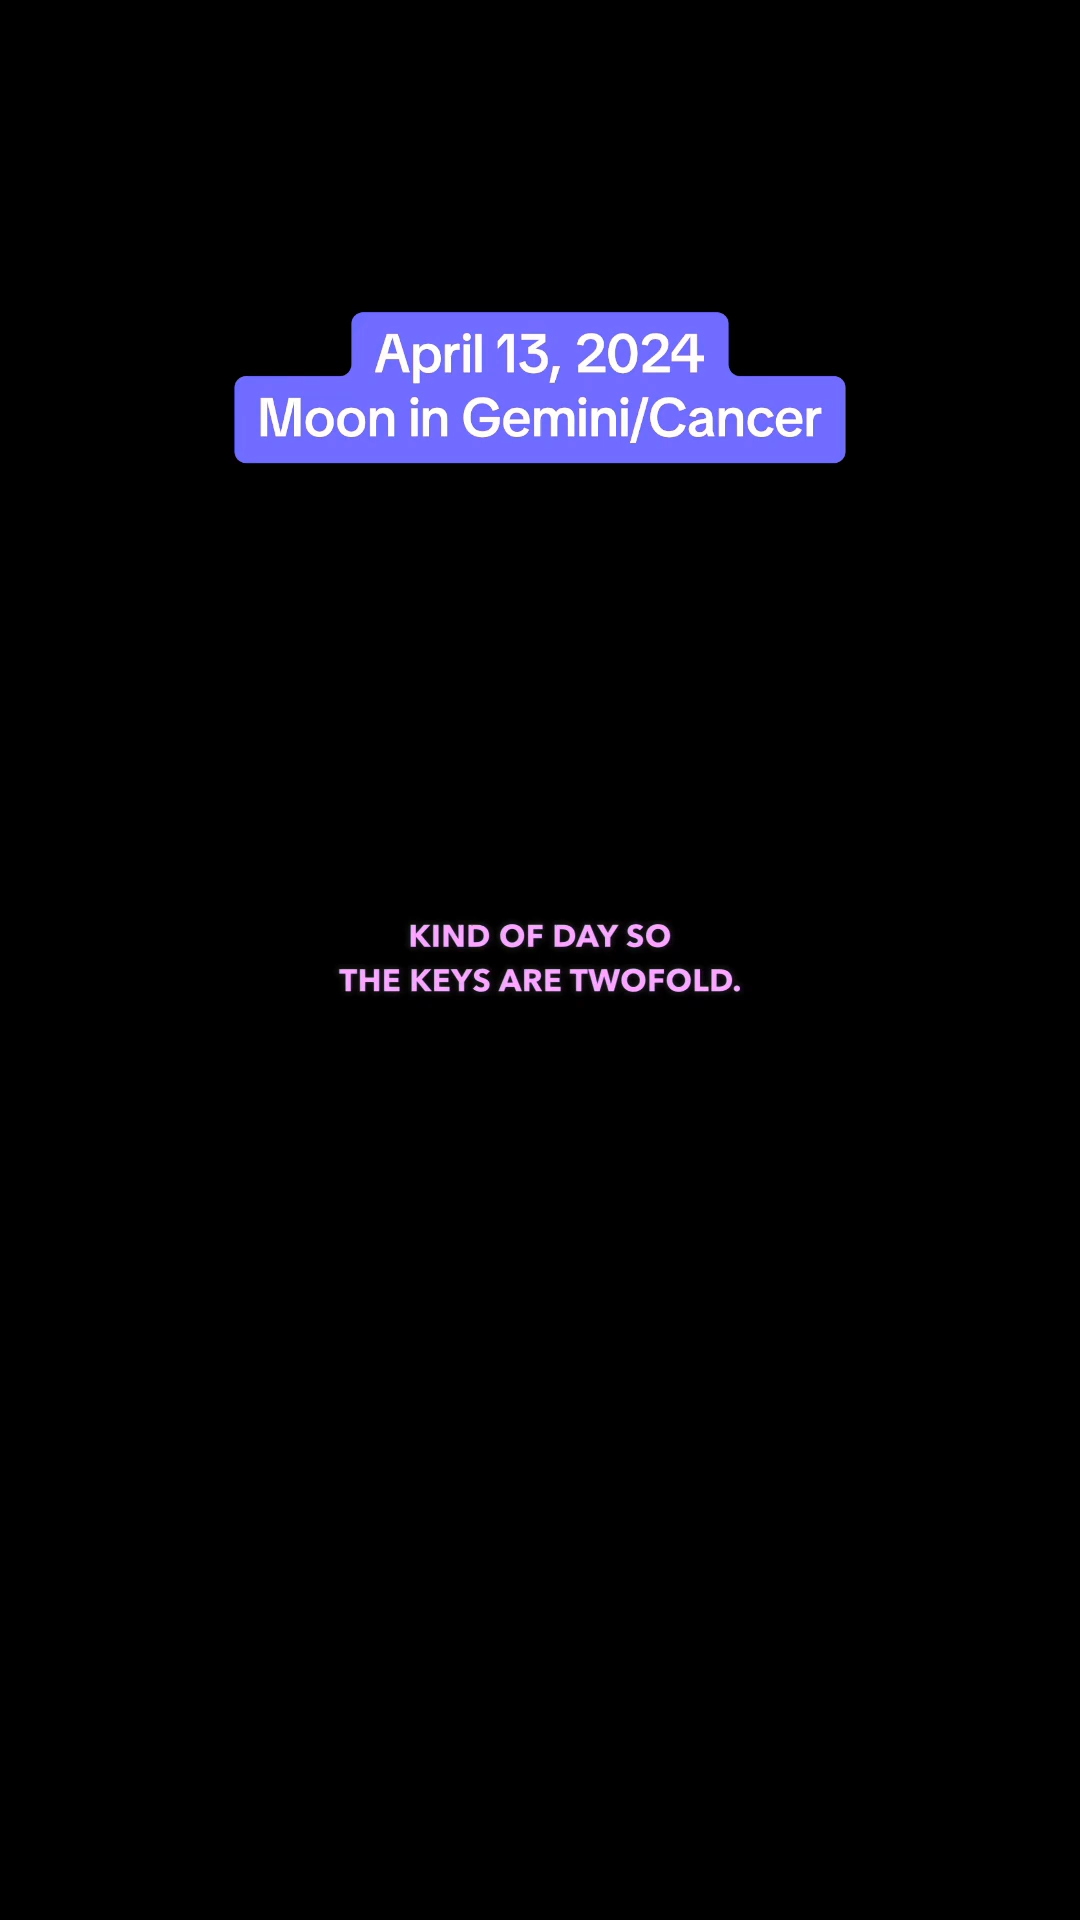 April 13, 2024
Moon in Gemini/Cancer
KIND OF DAY SO
THE KEYS ARE TWOFOLD.